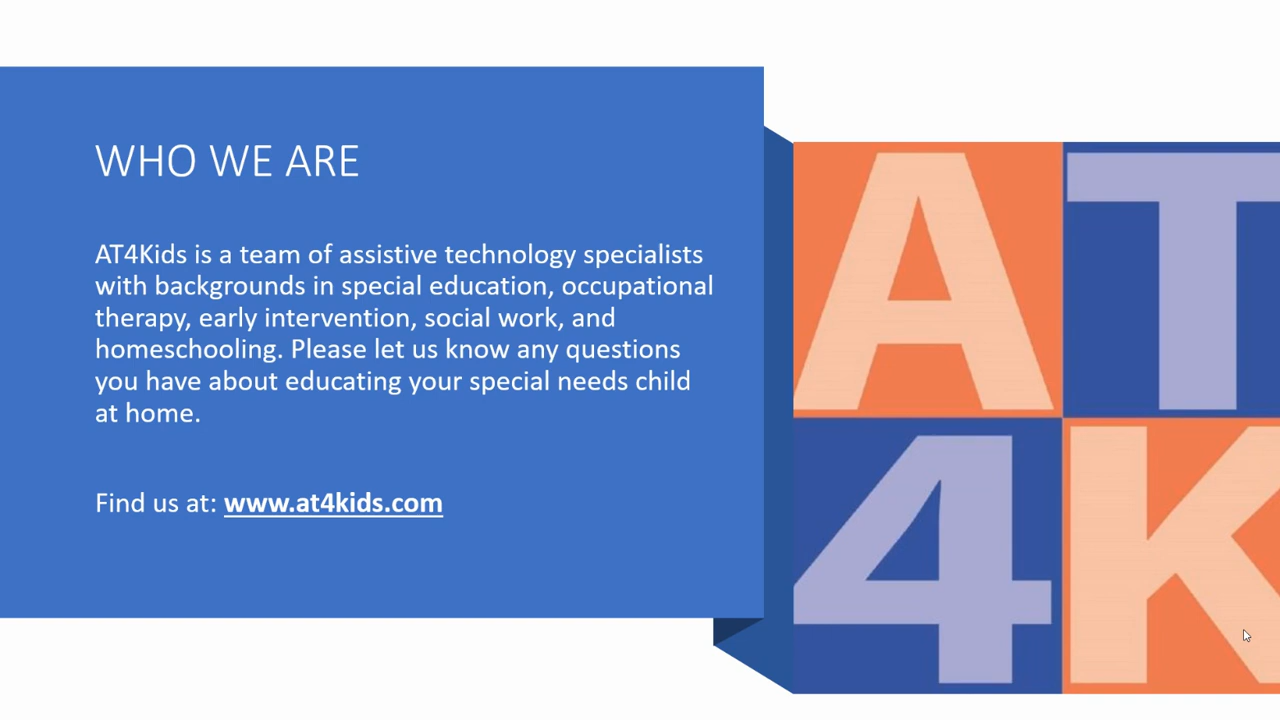 WHO WE ARE
AT4Kids is a team of assistive technology specialists
with backgrounds in special education, occupational
therapy, early intervention, social work, and
homeschooling. Please let us know any questions
you have about educating your special needs child
at home.
Find us at: www.at4kids.com
AT
4K